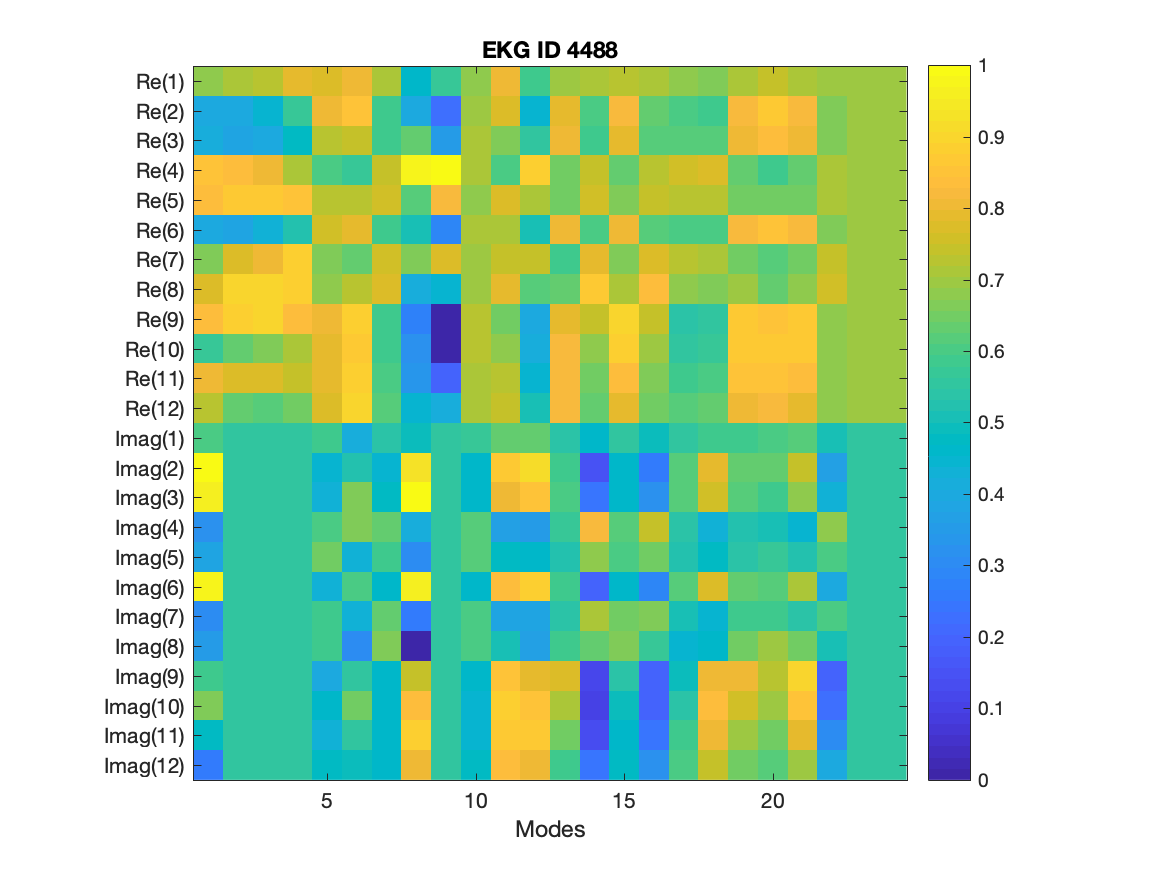 EKG ID 4488
Re(1)
Re(2)
Re(3)
Re(4)
Re(5)
Re(6)
Re(7)
Re(8)
Re(9)
Re(10)
Re(11)
Re(12)
Imag(1)
Imag(2)
Imag(3)
Imag(4)
Imag(5)
Imag(6)
Imag(7)
Imag(8)
Imag(9)
Imag(10)
Imag(11)
Imag(12)
5 10 15 20
Modes
1
0.9
0.8
0.7
0.6
0.5
0.4
0.3
0.2
0.1
0